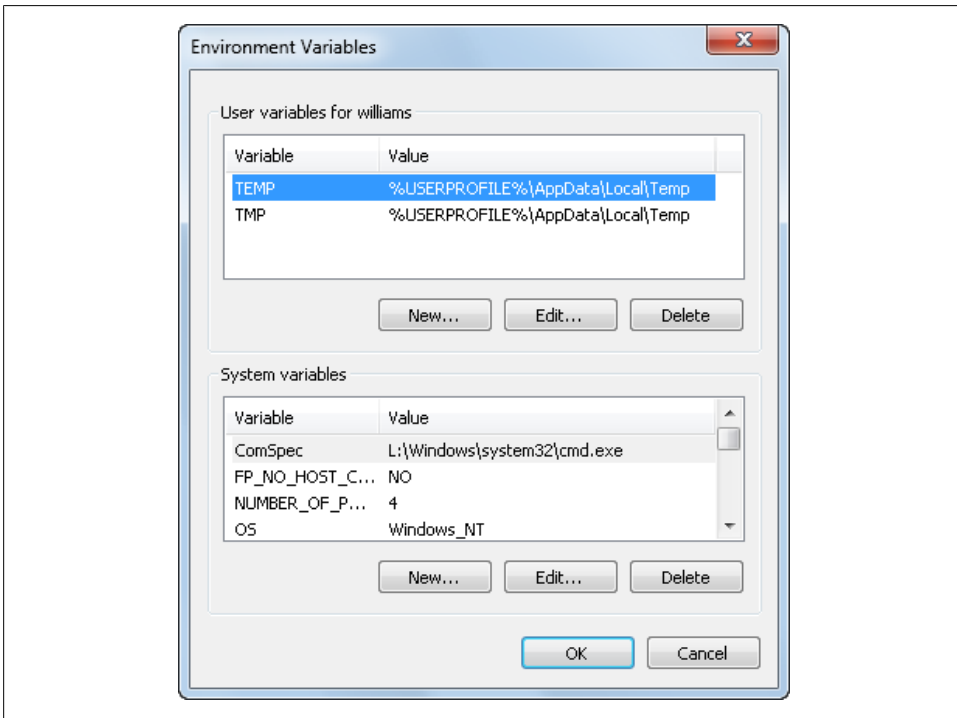 Environment Variables
User variables for williams
Variable Value
TEMP %USERPROFILE%\AppData\Local\Temp
TMP %USERPROFILE%\AppData\Local\Temp
New... Edit... Delete
System variables
Variable Value
ComSpec L:\Windows\system32\cmd.exe
FP_NO_HOST_C... NO
NUMBER_OF_P... 4
OS Windows_NT
New... Edit... Delete
OK Cancel